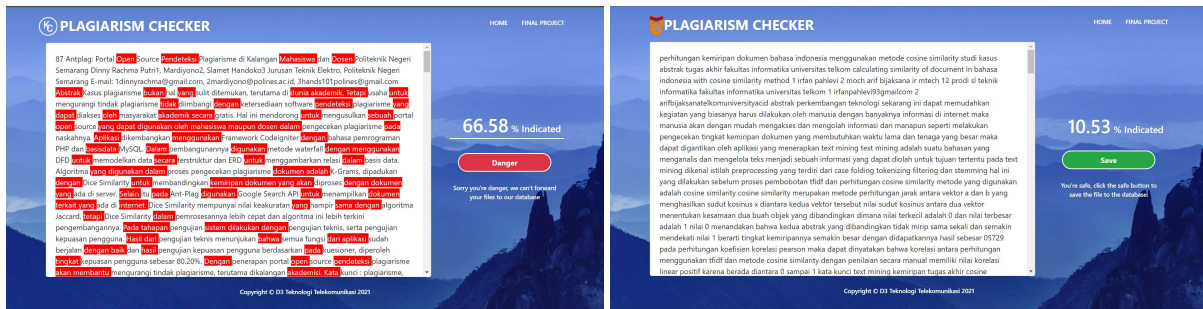 KC PLAGIARISM CHECKER
HOME FINAL PROJECT
87 Antplag: Portal Open Source Pendeteksi Plagiarisme di Kalangan Mahasiswa dan Dosen Politeknik Negeri
Semarang Dinny Rachma Putri1, Mardiyono2, Slamet Handoko3 Jurusan Teknik Elektro, Politeknik Negeri
Semarang E-mail: 1dinnyrachma@gmail.com, 2mardiyono@polines.ac.id, 3hands101polines@gmail.com
Abstrak Kasus plagiarisme bukan hal yang sulit ditemukan, terutama di dunia akademik. Tetapi usaha untuk
mengurangi tindak plagiarisme tidak diimbangi dengan ketersediaan software pendeteksi plagiarisme yang
dapat diakses oleh masyarakat akademik secara gratis. Hal ini mendorong untuk mengusulkan sebuah portal
open source yang dapat digunakan oleh mahasiswa maupun dosen dalam pengecekan plagiarisme pada
naskahnya. Aplikasi dikembangkan menggunakan Framework Codeigniter dengan bahasa pemrograman
PHP dan basisdata MySQL. Dalam pembangunannya digunakan metode waterfall dengan menggunakan
DFD untuk memodelkan data secara terstruktur dan ERD untuk menggambarkan relasi dalam basis data.
Algoritma yang digunakan dalam proses pengecekan plagiarisme dokumen adalah K-Grams, dipadukan
dengan Dice Similarity untuk membandingkan kemiripan dokumen yang akan diproses dengan dokumen
yang ada di server. Selain itu pada Ant-Plag digunakan Google Search API untuk menampilkan dokumen
terkait yang ada di internet. Dice Similarity mempunyai nilai keakuratan yang hampir sama dengan algoritma
Jaccard, tetapi Dice Similarity dalam pemrosesannya lebih cepat dan algoritma ini lebih terkini
pengembangannya. Pada tahapan pengujian sistem dilakukan dengan pengujian teknis, serta pengujian
kepuasan pengguna. Hasil dari pengujian teknis menunjukan bahwa semua fungsi dari aplikasi sudah
berjalan dengan baik dan hasil pengujian kepuasan pengguna berdasarkan pada kuesioner, diperoleh
tingkat kepuasan pengguna sebesar 80.20%. Dengan penerapan portal open source pendeteksi plagiarisme
akan membantu mengurangi tindak plagiarisme, terutama dikalangan akademisi. Kata kunci : plagiarisme,
66.58 % Indicated
Danger
Sorry you're danger, we can't forward
your files to our database
Copyright © D3 Teknologi Telekomunikasi 2021
PLAGIARISM CHECKER
HOME FINAL PROJECT
perhitungan kemiripan dokumen bahasa indonesia menggunakan metode cosine similarity studi kasus
abstrak tugas akhir fakultas informatika universitas telkom calculating similarity of document in bahasa
indonesia with cosine similarity method 1 irfan pahlevi 2 moch arif bijaksana ir mtech 12 prodi s1 teknik
informatika fakultas informatika universitas telkom 1 irfanpahlevi93gmailcom 2
arifbijaksanatelkomuniversityacid abstrak perkembangan teknologi sekarang ini dapat memudahkan
kegiatan yang biasanya harus dilakukan oleh manusia dengan banyaknya informasi di internet maka
manusia akan dengan mudah mengakses dan mengolah informasi dari manapun seperti melakukan
pengecekan tingkat kemiripan dokumen yang membutuhkan waktu lama dan tenaga yang besar maka
dapat digantikan oleh aplikasi yang menerapkan text mining text mining adalah suatu bahasan yang
menganalis dan mengelola teks menjadi sebuah informasi yang dapat diolah untuk tujuan tertentu pada text
mining dikenal istilah preprocessing yang terdiri dari case folding tokenizing filtering dan stemming hal ini
yang dilakukan sebelum proses pembobotan tfidf dan perhitungan cosine similarity metode yang digunakan
adalah cosine similarity cosine similarity merupakan metode perhitungan jarak antara vektor a dan b yang
menghasilkan sudut kosinus x diantara kedua vektor tersebut nilai sudut kosinus antara dua vektor
menentukan kesamaan dua buah objek yang dibandingkan dimana nilai terkecil adalah 0 dan nilai terbesar
adalah 1 nilai 0 menandakan bahwa kedua abstrak yang dibandingkan tidak mirip sama sekali dan semakin
mendekati nilai 1 berarti tingkat kemiripannya semakin besar dengan didapatkannya hasil sebesar 05729
pada perhitungan koefisien korelasi pearson maka dapat dinyatakan bahwa korelasi antara perhitungan
menggunakan tfidf dan metode cosine similarity dengan penilaian secara manual memiliki nilai korelasi
linear positif karena berada diantara 0 sampai 1 kata kunci text mining kemiripan tugas akhir cosine
10.53 % Indicated
Save
You're safe, click the safe button to
save the file to the database.
Copyright © D3 Teknologi Telekomunikasi 2021